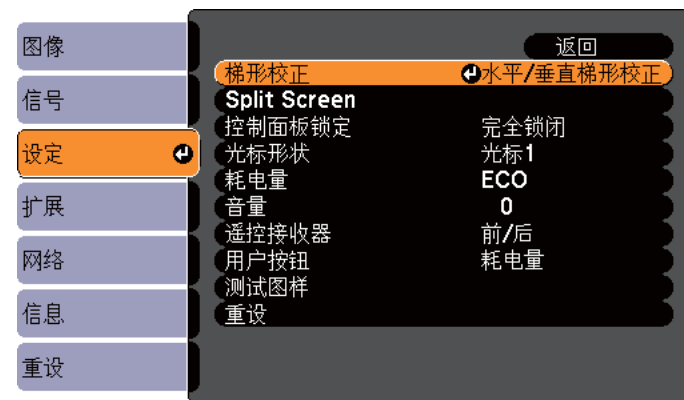 图像
信号
设定
扩展
网络
信息
重设
返回
梯形校正 水平/垂直梯形校正
Split Screen
控制面板锁定 完全锁闭
光标形状 光标1
耗电量 ECO
音量 0
遥控接收器 前/后
用户按钮 耗电量
测试图样
重设